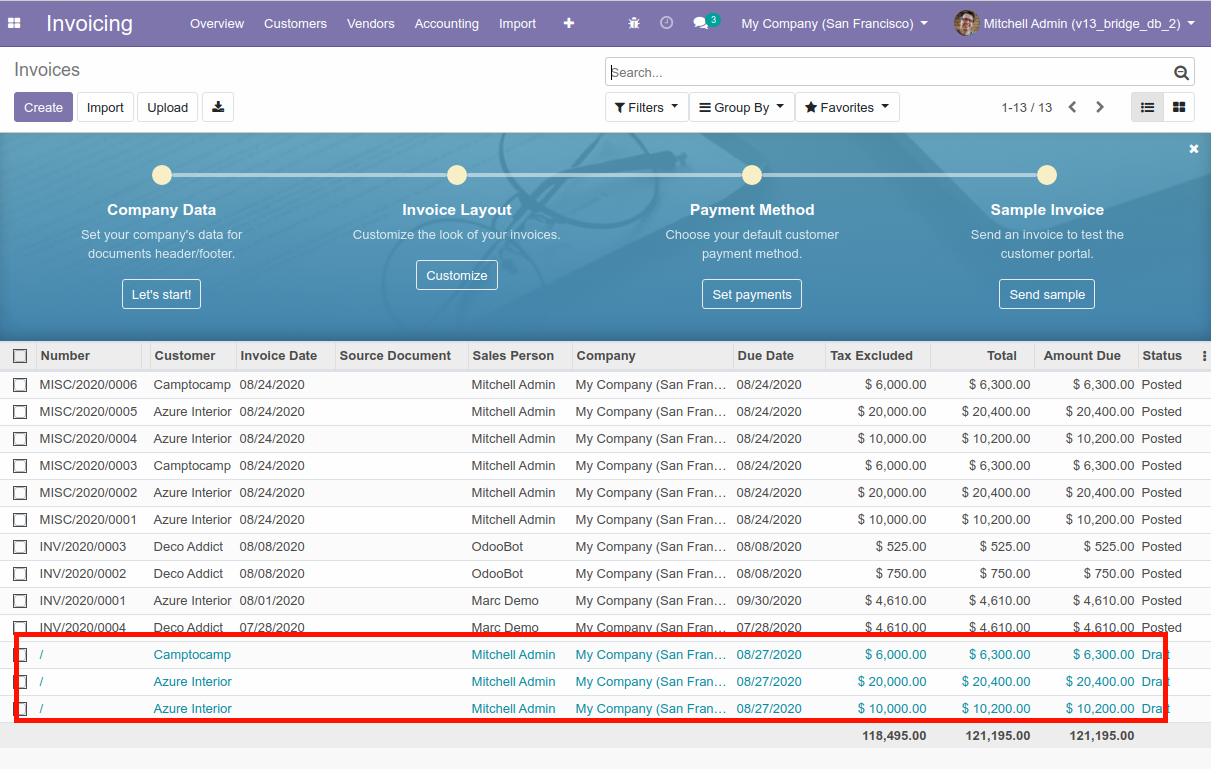 Invoicing Overview Customers Vendors Accounting Import 3 My Company (San Francisco) Mitchell Admin (v13_bridge_db_2)
Invoices Search...
Create Import Upload Filters Group By Favorites 1-13 / 13
Company Data Invoice Layout Payment Method Sample Invoice
Set your company's data for Customize the look of your invoices. Choose your default customer Send an invoice to test the
documents header/footer. payment method. customer portal.
Let's start! Customize Set payments Send sample
Number Customer Invoice Date Source Document Sales Person Company Due Date Tax Excluded Total Amount Due Status
MISC/2020/0006 Camptocamp 08/24/2020 Mitchell Admin My Company (San Fran... 08/24/2020 $ 6,000.00 $ 6,300.00 $ 6,300.00 Posted
MISC/2020/0005 Azure Interior 08/24/2020 Mitchell Admin My Company (San Fran... 08/24/2020 $ 20,000.00 $ 20,400.00 $ 20,400.00 Posted
MISC/2020/0004 Azure Interior 08/24/2020 Mitchell Admin My Company (San Fran... 08/24/2020 $ 10,000.00 $ 10,200.00 $ 10,200.00 Posted
MISC/2020/0003 Camptocamp 08/24/2020 Mitchell Admin My Company (San Fran... 08/24/2020 $ 6,000.00 $ 6,300.00 $ 6,300.00 Posted
MISC/2020/0002 Azure Interior 08/24/2020 Mitchell Admin My Company (San Fran... 08/24/2020 $ 20,000.00 $ 20,400.00 $ 20,400.00 Posted
MISC/2020/0001 Azure Interior 08/24/2020 Mitchell Admin My Company (San Fran... 08/24/2020 $ 10,000.00 $ 10,200.00 $ 10,200.00 Posted
INV/2020/0003 Deco Addict 08/08/2020 OdooBot My Company (San Fran... 08/08/2020 $ 525.00 $ 525.00 $ 525.00 Posted
INV/2020/0002 Deco Addict 08/08/2020 OdooBot My Company (San Fran... 08/08/2020 $ 750.00 $ 750.00 $ 750.00 Posted
INV/2020/0001 Azure Interior 08/01/2020 Marc Demo My Company (San Fran... 09/30/2020 $ 4,610.00 $ 4,610.00 $ 4,610.00 Posted
INV/2020/0004 Deco Addict 07/28/2020 Marc Demo My Company (San Fran... 07/28/2020 $ 4,610.00 $ 4,610.00 $ 4,610.00 Posted
/ Camptocamp Mitchell Admin My Company (San Fran... 08/27/2020 $ 6,000.00 $ 6,300.00 $ 6,300.00 Draft
/ Azure Interior Mitchell Admin My Company (San Fran... 08/27/2020 $ 20,000.00 $ 20,400.00 $ 20,400.00 Draft
/ Azure Interior Mitchell Admin My Company (San Fran... 08/27/2020 $ 10,000.00 $ 10,200.00 $ 10,200.00 Draft
118,495.00 121,195.00 121,195.00